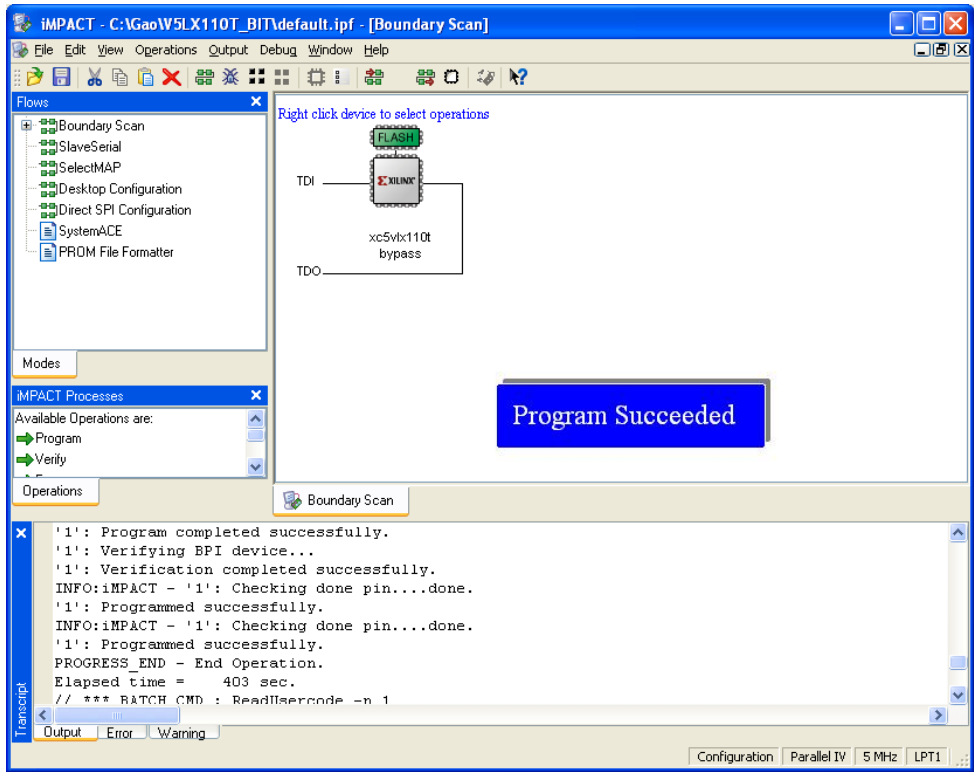 iMPACT - C:\Gao\V5LX110T_BIT\default.ipf - [Boundary Scan]
File Edit View Operations Output Debug Window Help
Flows
Boundary Scan
SlaveSerial
SelectMAP
Desktop Configuration
Direct SPI Configuration
SystemACE
PROM File Formatter
Modes
iMPACT Processes
Available Operations are:
Program
Verify
Operations
Right click device to select operations
FLASH
TDI
XILINX
xc5vlx110t
bypass
TDO
Program Succeeded
Boundary Scan
'1': Program completed successfully.
'1': Verifying BPI device...
'1': Verification completed successfully.
INFO:iMPACT - '1': Checking done pin....done.
'1': Programmed successfully.
INFO:iMPACT - '1': Checking done pin....done.
'1': Programmed successfully.
PROGRESS_END - End Operation.
Elapsed time =    403 sec.
// *** BATCH CMD : ReadUsercode -p 1
Transcript
Output Error Warning
Configuration Parallel IV 5 MHz LPT1